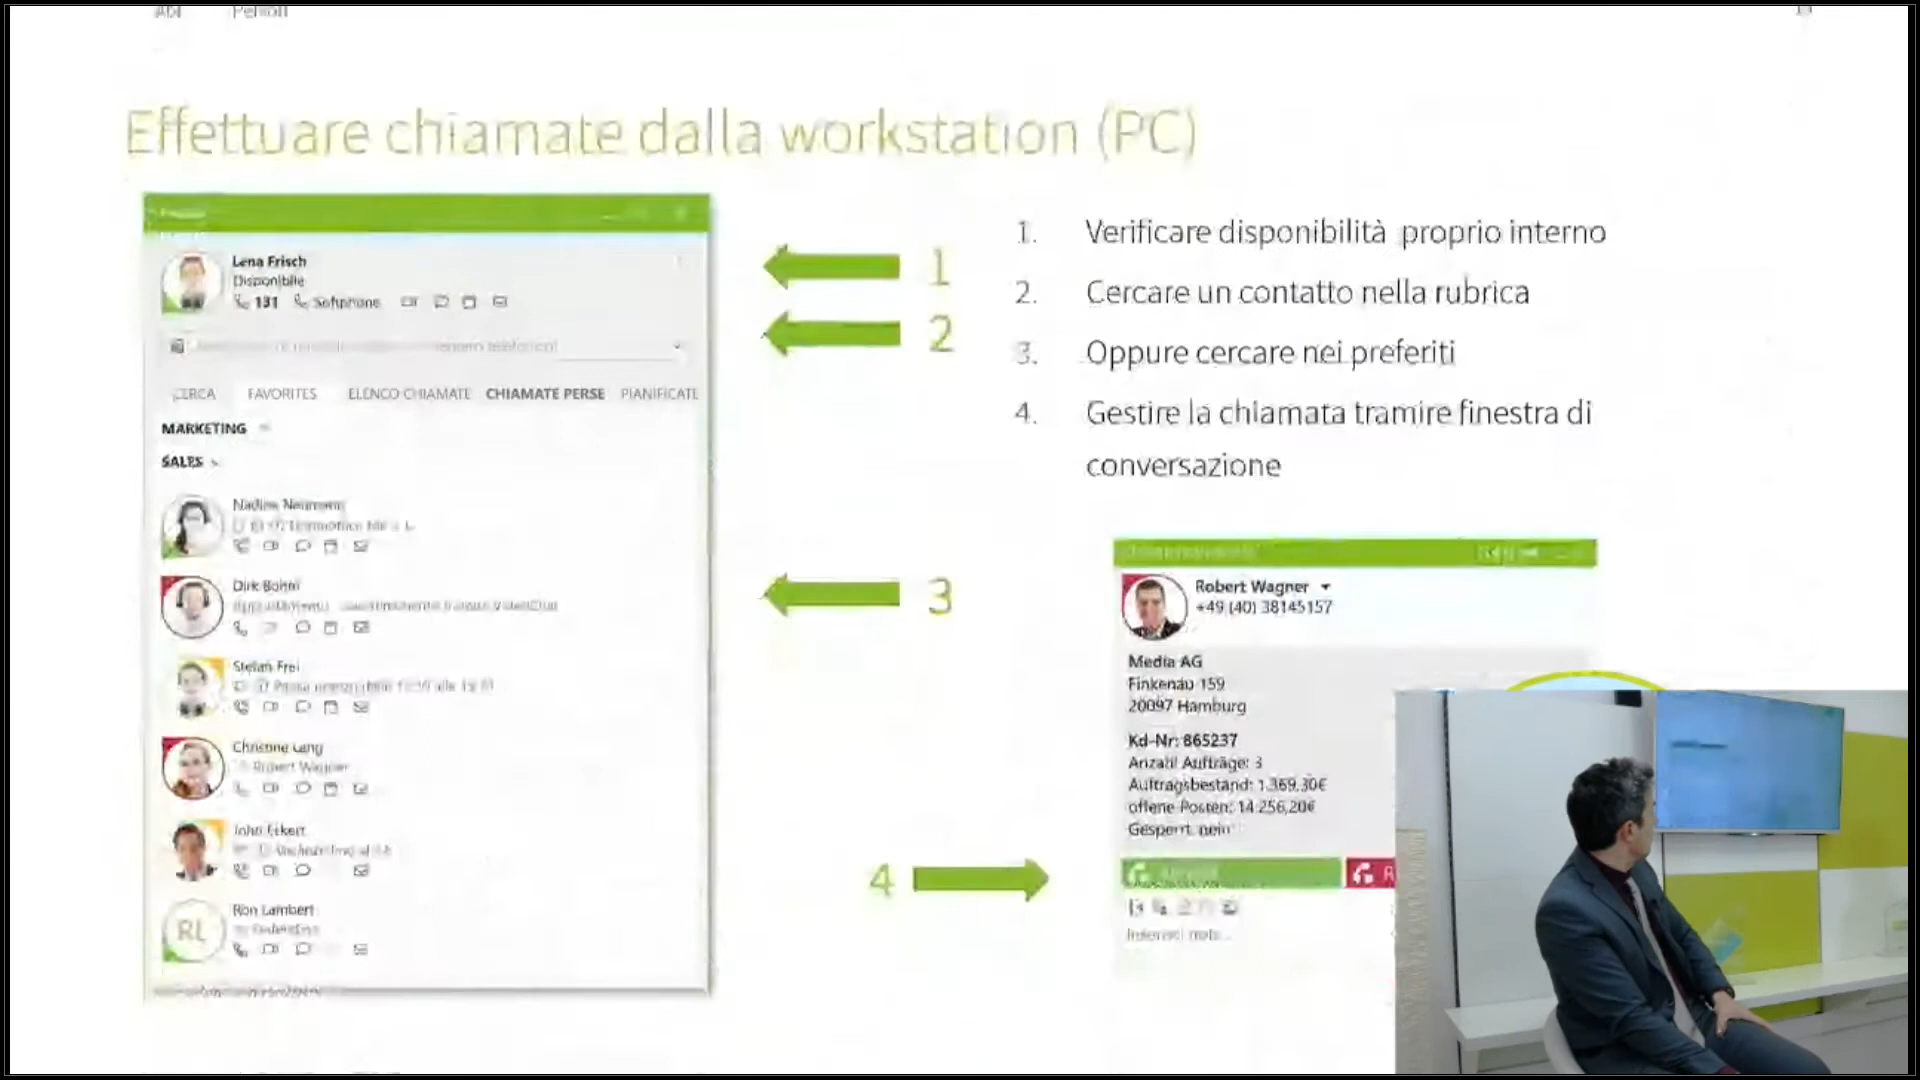 Effettuare chiamate dalla workstation (PC)
Lena Frisch
Disponibile
131 Softphone
CERCA FAVORITES ELENCO CHIAMATE CHIAMATE PERSE PIANIFICATE
MARKETING
SALES
Nadine Neumann
Dirk Böhm
Stefan Frei
Christine Lang
Robert Wagner
John Eckert
Ron Lambert
RL
1
2
3
4
1. Verificare disponibilità proprio interno
2. Cercare un contatto nella rubrica
3. Oppure cercare nei preferiti
4. Gestire la chiamata tramire finestra di
conversazione
Robert Wagner
+49 (40) 38145157
Media AG
Finkenau 159
20097 Hamburg
Kd-Nr: 865237
Anzahl Aufträge: 3
Auftragsbestand: 1.369,30€
offene Posten: 14.256,20€
Gesperrt: nein
R